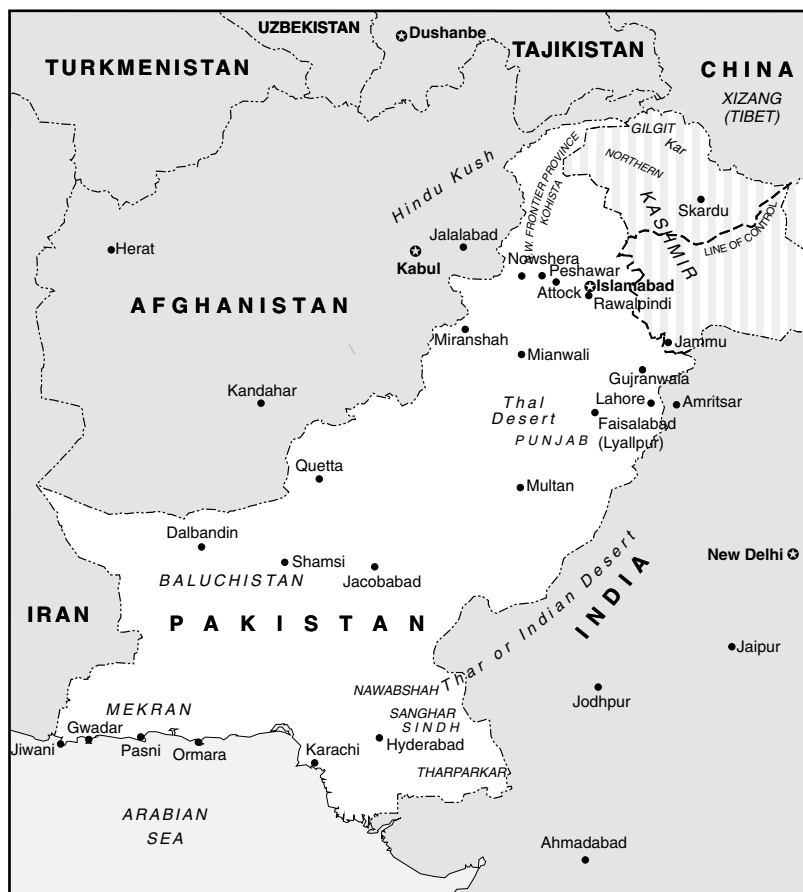 UZBEKISTAN
Dushanbe
TURKMENISTAN
TAJIKISTAN
CHINA
XIZANG
(TIBET)
GILGIT
Kar
NORTHERN
N.W. FRONTIER PROVINCE
KOHISTA
Hindu Kush
KASHMIR
Skardu
LINE OF CONTROL
Herat
Jalalabad
Kabul
Nowshera
Peshawar
Islamabad
Attock
Rawalpindi
AFGHANISTAN
Miranshah
Mianwali
Jammu
Gujranwala
Kandahar
Thal
Desert
Lahore
Amritsar
Faisalabad
(Lyallpur)
PUNJAB
Quetta
Multan
Dalbandin
Shamsi
Jacobabad
BALUCHISTAN
New Delhi
Thar or Indian Desert
INDIA
IRAN
PAKISTAN
Jaipur
NAWABSHAH
Jodhpur
MEKRAN
SANGHAR
SINDH
Gwadar
Jiwani
Pasni
Ormara
Karachi
Hyderabad
THARPARKAR
ARABIAN
SEA
Ahmadabad